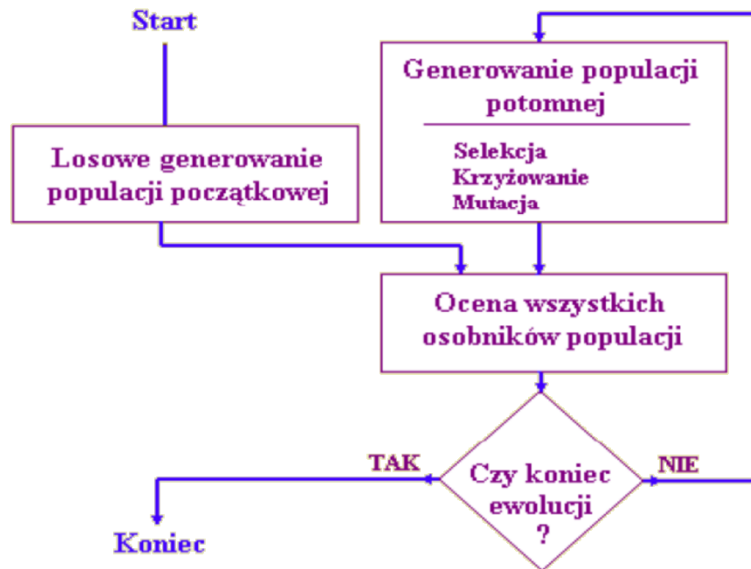 Start
Losowe generowanie
populacji początkowej
Generowanie populacji
potomnej
Selekcja
Krzyżowanie
Mutacja
Ocena wszystkich
osobników populacji
Czy koniec
ewolucji
?
TAK
NIE
Koniec